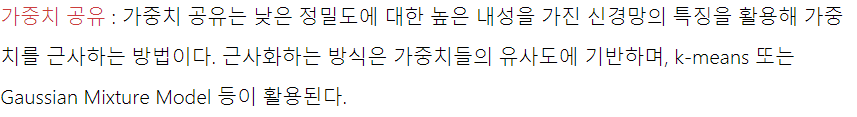 가중치 공유 : 가중치 공유는 낮은 정밀도에 대한 높은 내성을 가진 신경망의 특징을 활용해 가중
치를 근사하는 방법이다. 근사화하는 방식은 가중치들의 유사도에 기반하며, k-means 또는
Gaussian Mixture Model 등이 활용된다.